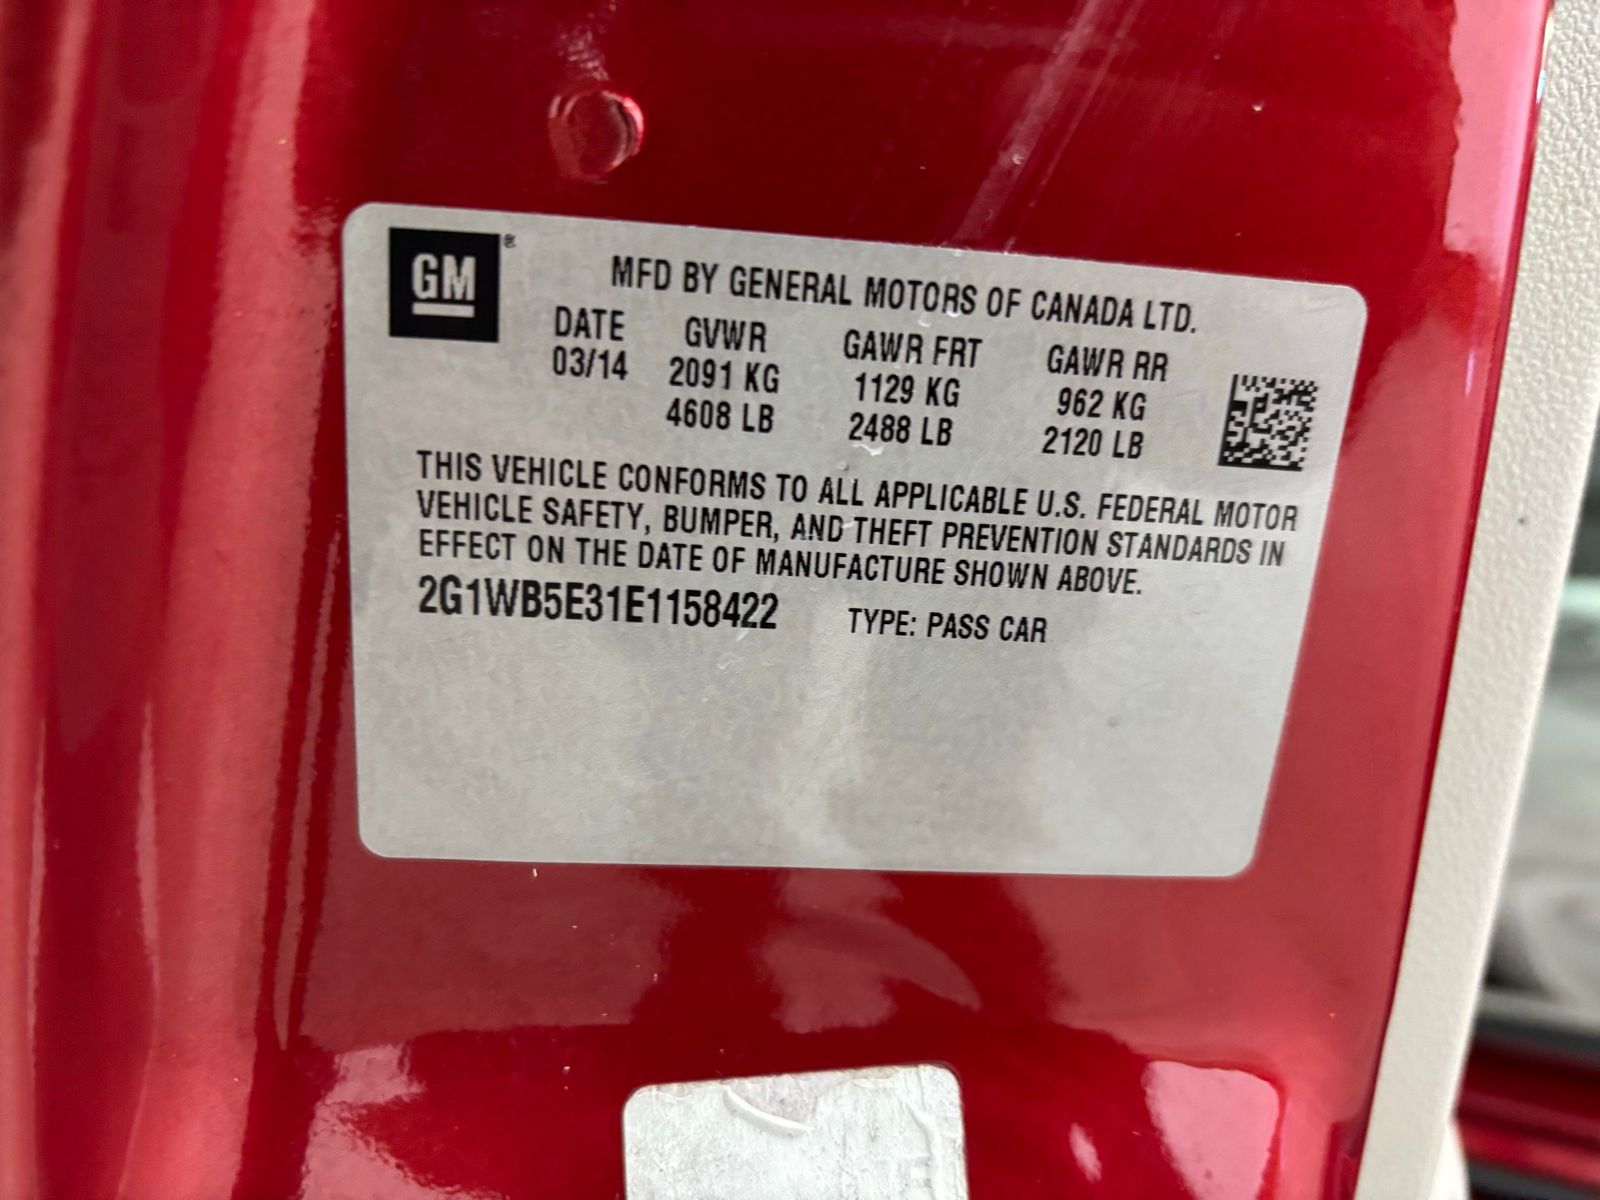 GM ®
MFD BY GENERAL MOTORS OF CANADA LTD.
DATE GVWR GAWR FRT GAWR RR
03/14 2091 KG 1129 KG 962 KG
4608 LB 2488 LB 2120 LB
THIS VEHICLE CONFORMS TO ALL APPLICABLE U.S. FEDERAL MOTOR
VEHICLE SAFETY, BUMPER, AND THEFT PREVENTION STANDARDS IN
EFFECT ON THE DATE OF MANUFACTURE SHOWN ABOVE.
2G1WB5E31E1158422 TYPE: PASS CAR